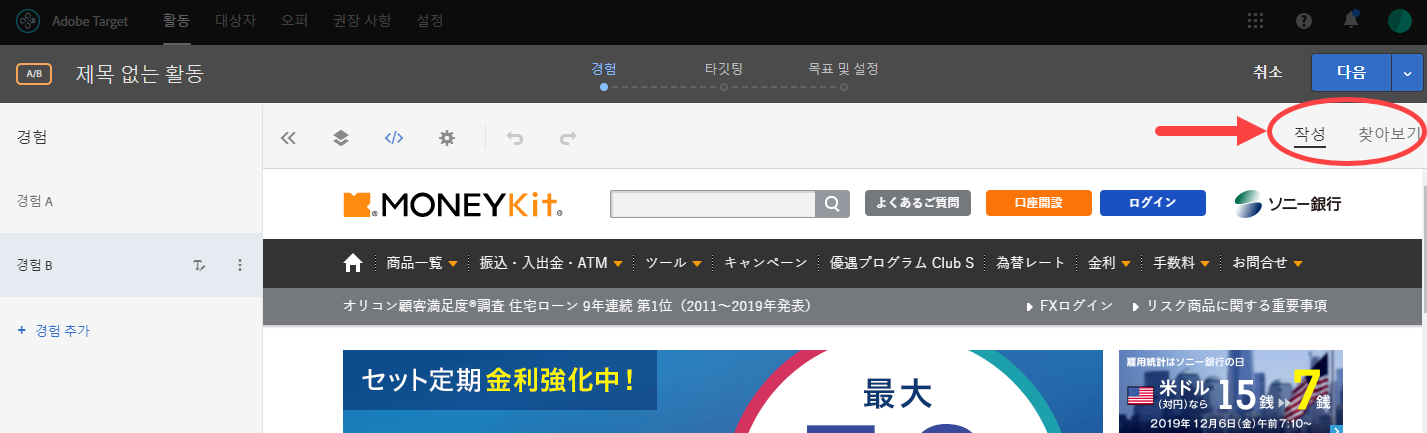 Adobe Target 활동 대상자 오퍼 권장 사항 설정
A/B 제목 없는 활동 경험 타깃팅 목표 및 설정 취소 다음
경험 </> 작성 찾아보기
경험 A
경험 B
+ 경험 추가
MONEYKit よくあるご質問 口座開設 ログイン ソニー銀行
商品一覧 振込・入出金・ATM ツール キャンペーン 優遇プログラム Club S 為替レート 金利 手数料 お問合せ
オリコン顧客満足度®調査 住宅ローン 9年連続 第1位（2011～2019年発表） FXログイン リスク商品に関する重要事項
セット定期 金利強化中！
最大
雇用統計はソニー銀行の日
米ドル (対円)なら 15銭 7銭
2019年12月6日(金)午前7:10～